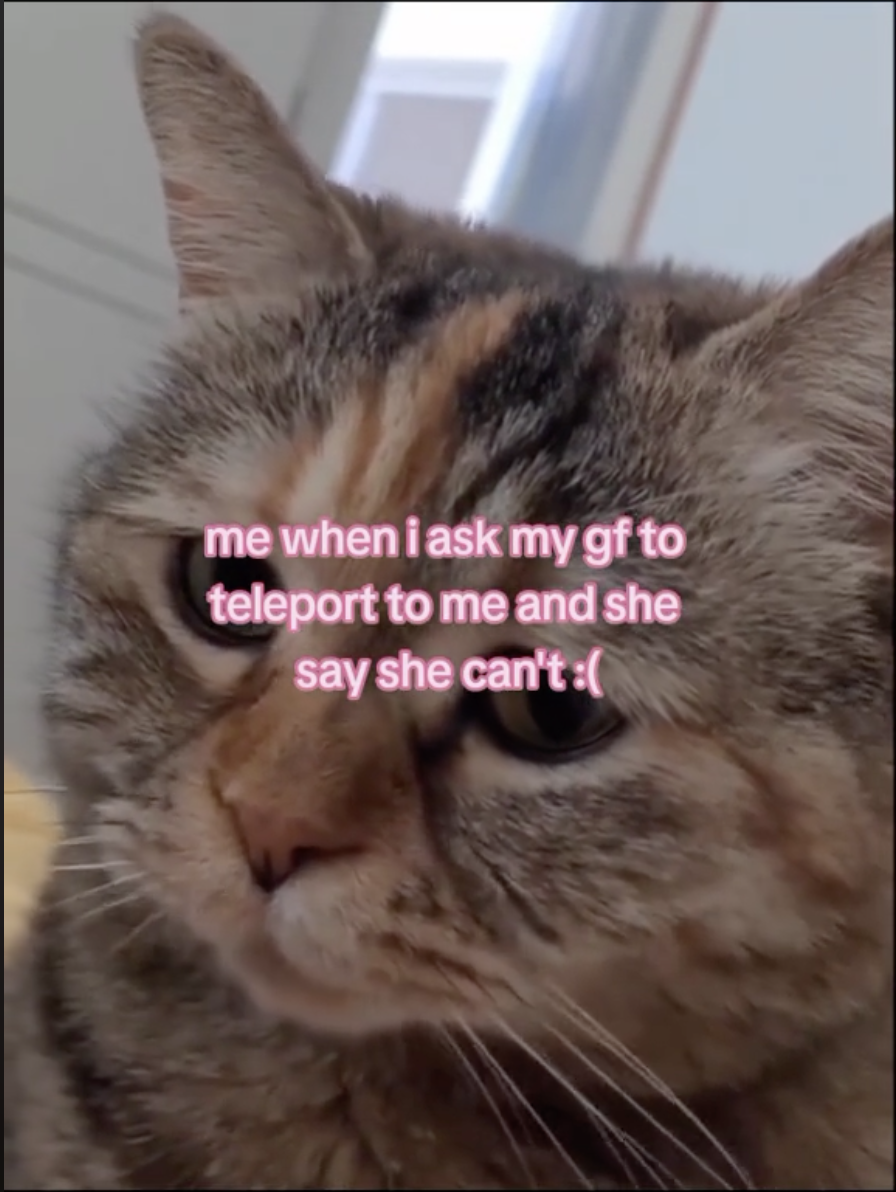 me when i ask my gf to
teleport to me and she
say she can't :(